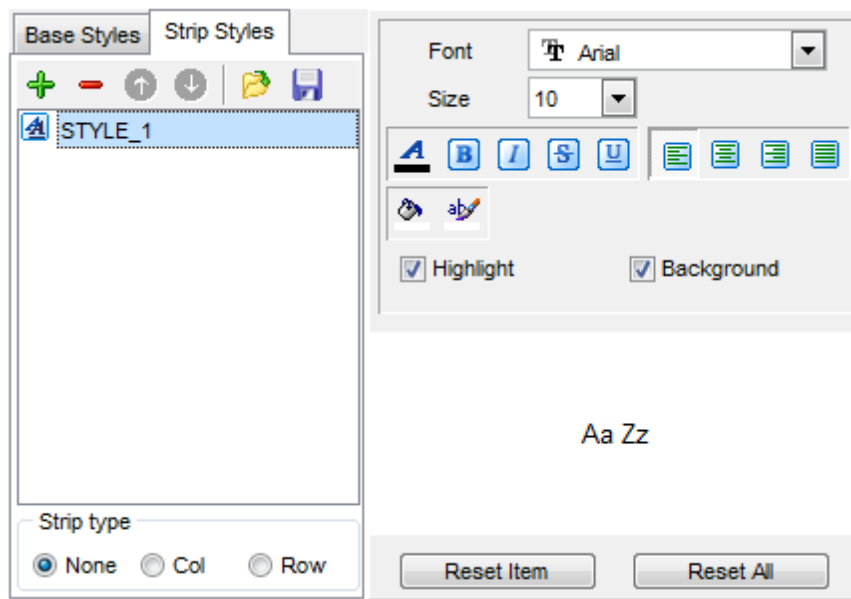 Base Styles
Strip Styles
STYLE_1
Strip type
None
Col
Row
Font
Arial
Size
10
Highlight
Background
Aa Zz
Reset Item
Reset All